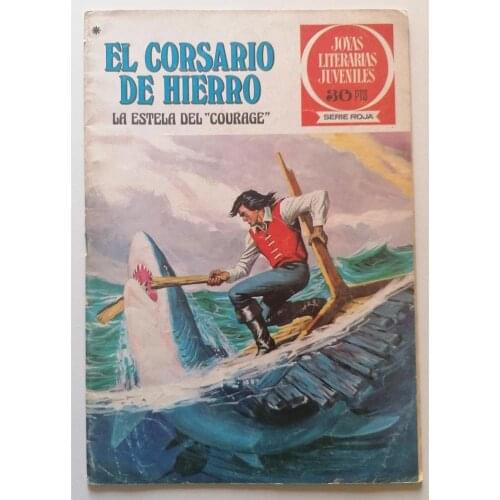 EL CORSARIO
DE HIERRO
LA ESTELA DEL "COURAGE"
JOYAS
LITERARIAS
JUVENILES
30 PTS
SERIE ROJA